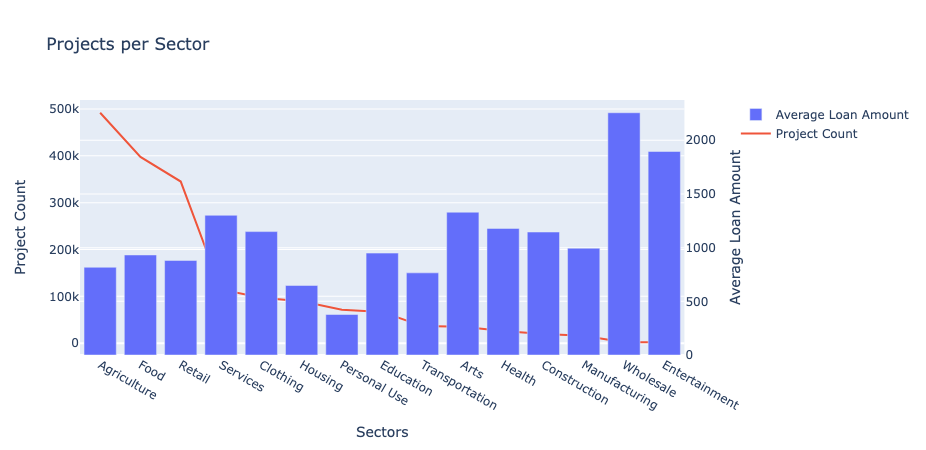 Projects per Sector
500k
400k
300k
200k
100k
0
Project Count
2000
1500
1000
500
0
Average Loan Amount
Average Loan Amount
Project Count
Agriculture
Food
Retail
Services
Clothing
Housing
Personal Use
Education
Transportation
Arts
Health
Construction
Manufacturing
Wholesale
Entertainment
Sectors